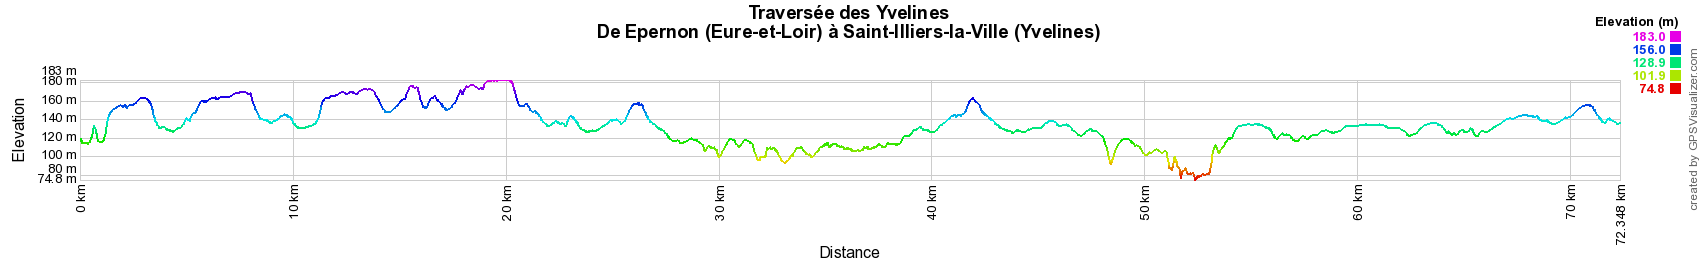 Traversée des Yvelines
De Epernon (Eure-et-Loir) à Saint-Illiers-la-Ville (Yvelines)
Elevation (m)
183.0
156.0
128.9
101.9
74.8
created by GPSVisualizer.com
Elevation
183 m
180 m
160 m
140 m
120 m
100 m
80 m
74.8 m
0 km
10 km
20 km
30 km
40 km
50 km
60 km
70 km
72.348 km
Distance